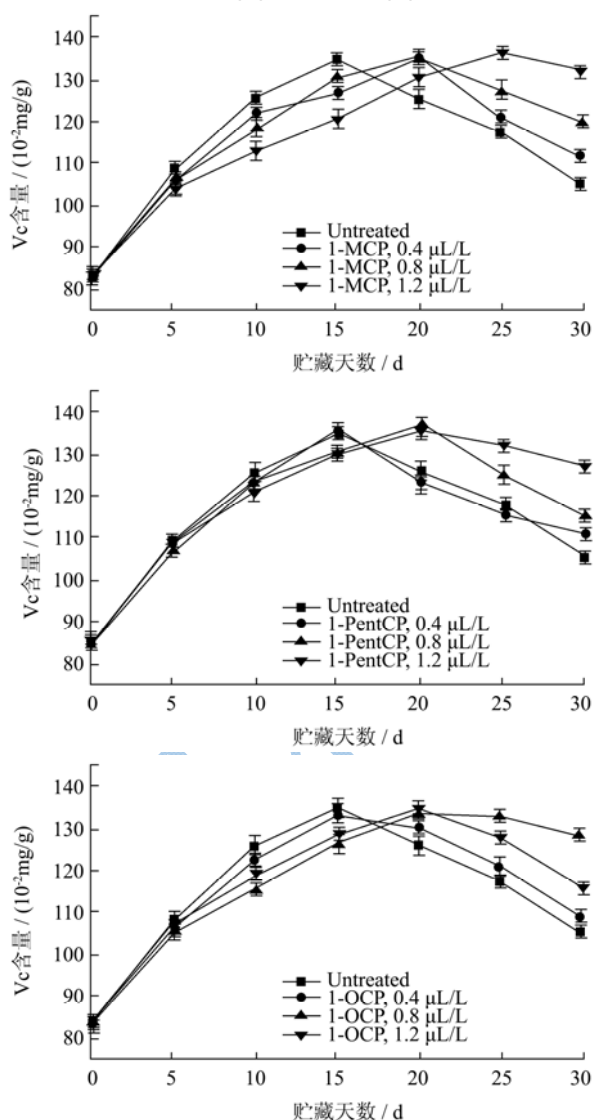 140
130
120
110
100
90
80
Vc含量 / (10⁻²mg/g)
Untreated
1-MCP, 0.4 μL/L
1-MCP, 0.8 μL/L
1-MCP, 1.2 μL/L
0 5 10 15 20 25 30
贮藏天数 / d
140
130
120
110
100
90
80
Vc含量 / (10⁻²mg/g)
Untreated
1-PentCP, 0.4 μL/L
1-PentCP, 0.8 μL/L
1-PentCP, 1.2 μL/L
0 5 10 15 20 25 30
贮藏天数 / d
140
130
120
110
100
90
80
Vc含量 / (10⁻²mg/g)
Untreated
1-OCP, 0.4 μL/L
1-OCP, 0.8 μL/L
1-OCP, 1.2 μL/L
0 5 10 15 20 25 30
贮藏天数 / d